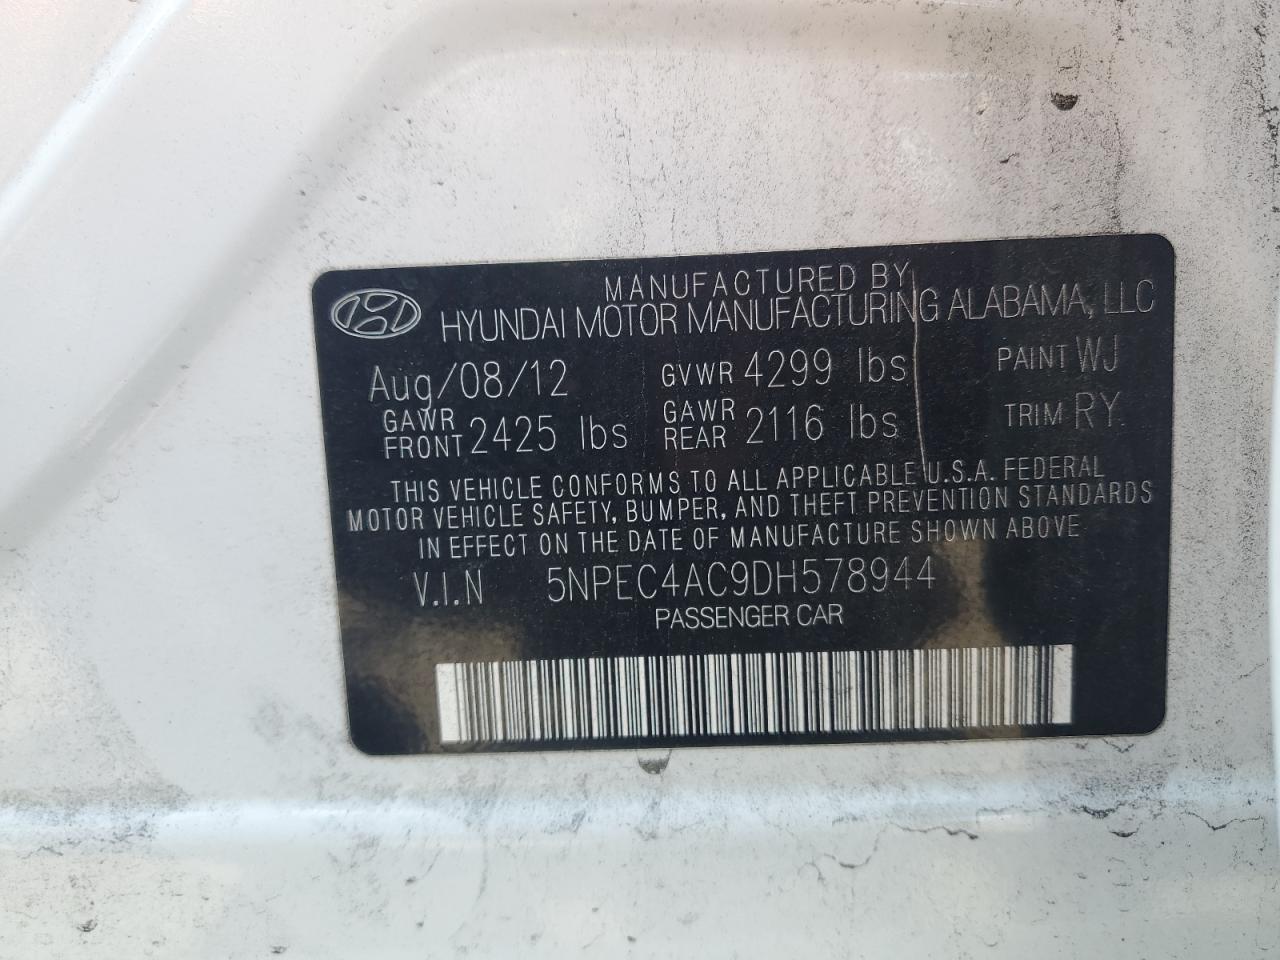 MANUFACTURED BY
HYUNDAI MOTOR MANUFACTURING ALABAMA, LLC
Aug/08/12 GVWR 4299 lbs PAINT WJ
GAWR FRONT 2425 lbs GAWR REAR 2116 lbs TRIM RY
THIS VEHICLE CONFORMS TO ALL APPLICABLE U.S.A. FEDERAL
MOTOR VEHICLE SAFETY, BUMPER, AND THEFT PREVENTION STANDARDS
IN EFFECT ON THE DATE OF MANUFACTURE SHOWN ABOVE
V.I.N 5NPEC4AC9DH578944
PASSENGER CAR